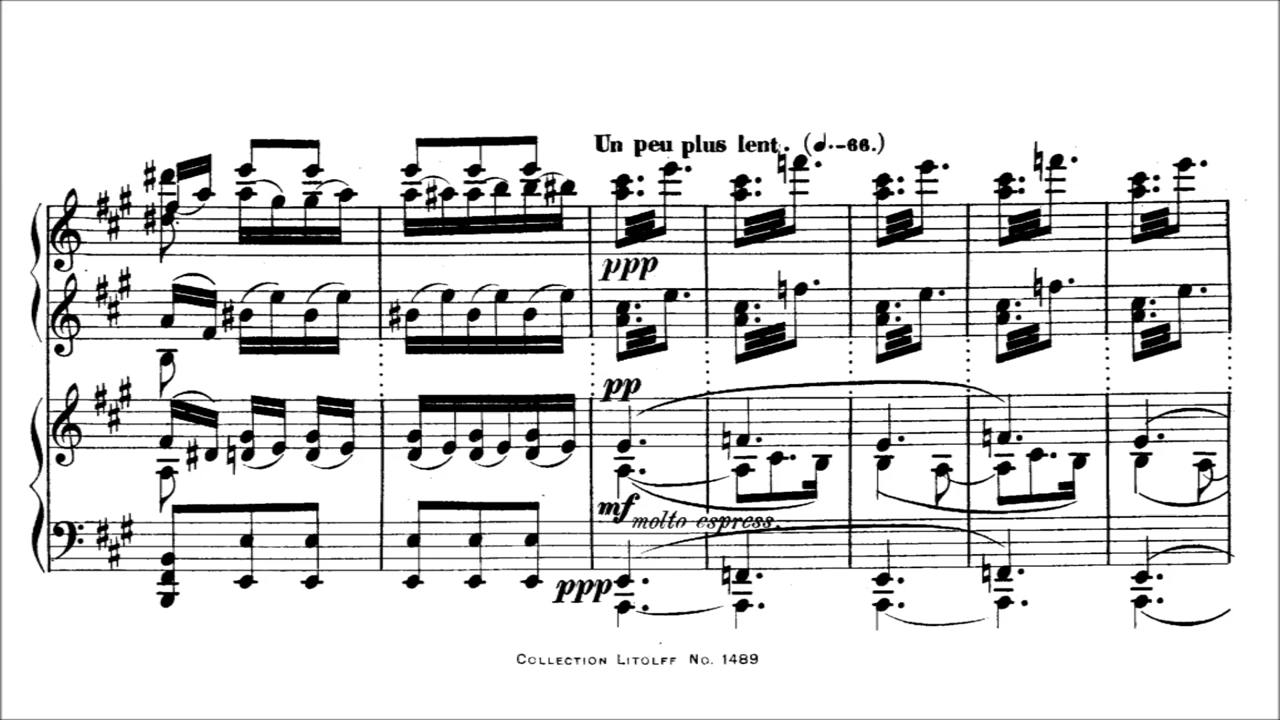 Un peu plus lent. (♩.=66.)
ppp
pp
mf molto espress.
ppp
COLLECTION LITOLFF No. 1489